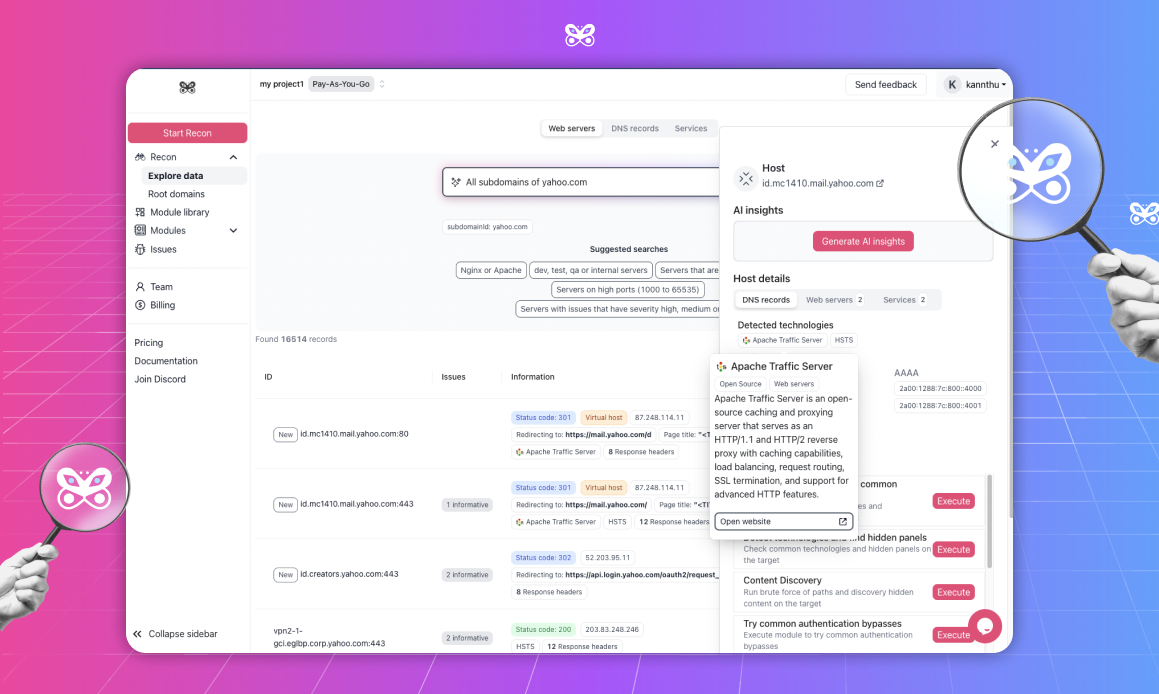 my project1 Pay-As-You-Go
Send feedback
K kannthu
Start Recon
Recon
Explore data
Root domains
Module library
Modules
Issues
Team
Billing
Pricing
Documentation
Join Discord
Collapse sidebar
Web servers DNS records Services
All subdomains of yahoo.com
subdomainId: yahoo.com
Suggested searches
Nginx or Apache dev, test, qa or internal servers Servers that are
Servers on high ports (1000 to 65535)
Servers with issues that have severity high, medium or
Found 16514 records
ID Issues Information
New id.mc1410.mail.yahoo.com:80
Status code: 301 Virtual host 87.248.114.11
Redirecting to: https://mail.yahoo.com/d Page title: "<T
Apache Traffic Server 8 Response headers
New id.mc1410.mail.yahoo.com:443
1 informative
Status code: 301 Virtual host 87.248.114.11
Redirecting to: https://mail.yahoo.com/ Page title: "<TI
Apache Traffic Server HSTS 12 Response headers
New id.creators.yahoo.com:443
2 informative
Status code: 302 52.203.95.11
Redirecting to: https://api.login.yahoo.com/oauth2/request_
8 Response headers
vpn2-1-
gci.eglbp.corp.yahoo.com:443
2 informative
Status code: 200 203.83.248.246
HSTS 12 Response headers
Host
id.mc1410.mail.yahoo.com
AI insights
Generate AI insights
Host details
DNS records Web servers 2 Services 2
Detected technologies
Apache Traffic Server HSTS
AAAA
2a00:1288:7c:800::4000
2a00:1288:7c:800::4001
Apache Traffic Server
Open Source Web servers
Apache Traffic Server is an open-
source caching and proxying
server that serves as an
HTTP/1.1 and HTTP/2 reverse
proxy with caching capabilities,
load balancing, request routing,
SSL termination, and support for
advanced HTTP features.
Open website
common
es and
Execute
Detect technologies and find hidden panels
Check common technologies and hidden panels on
the target
Execute
Content Discovery
Run brute force of paths and discovery hidden
content on the target
Execute
Try common authentication bypasses
Execute module to try common authentication
bypasses
Execute